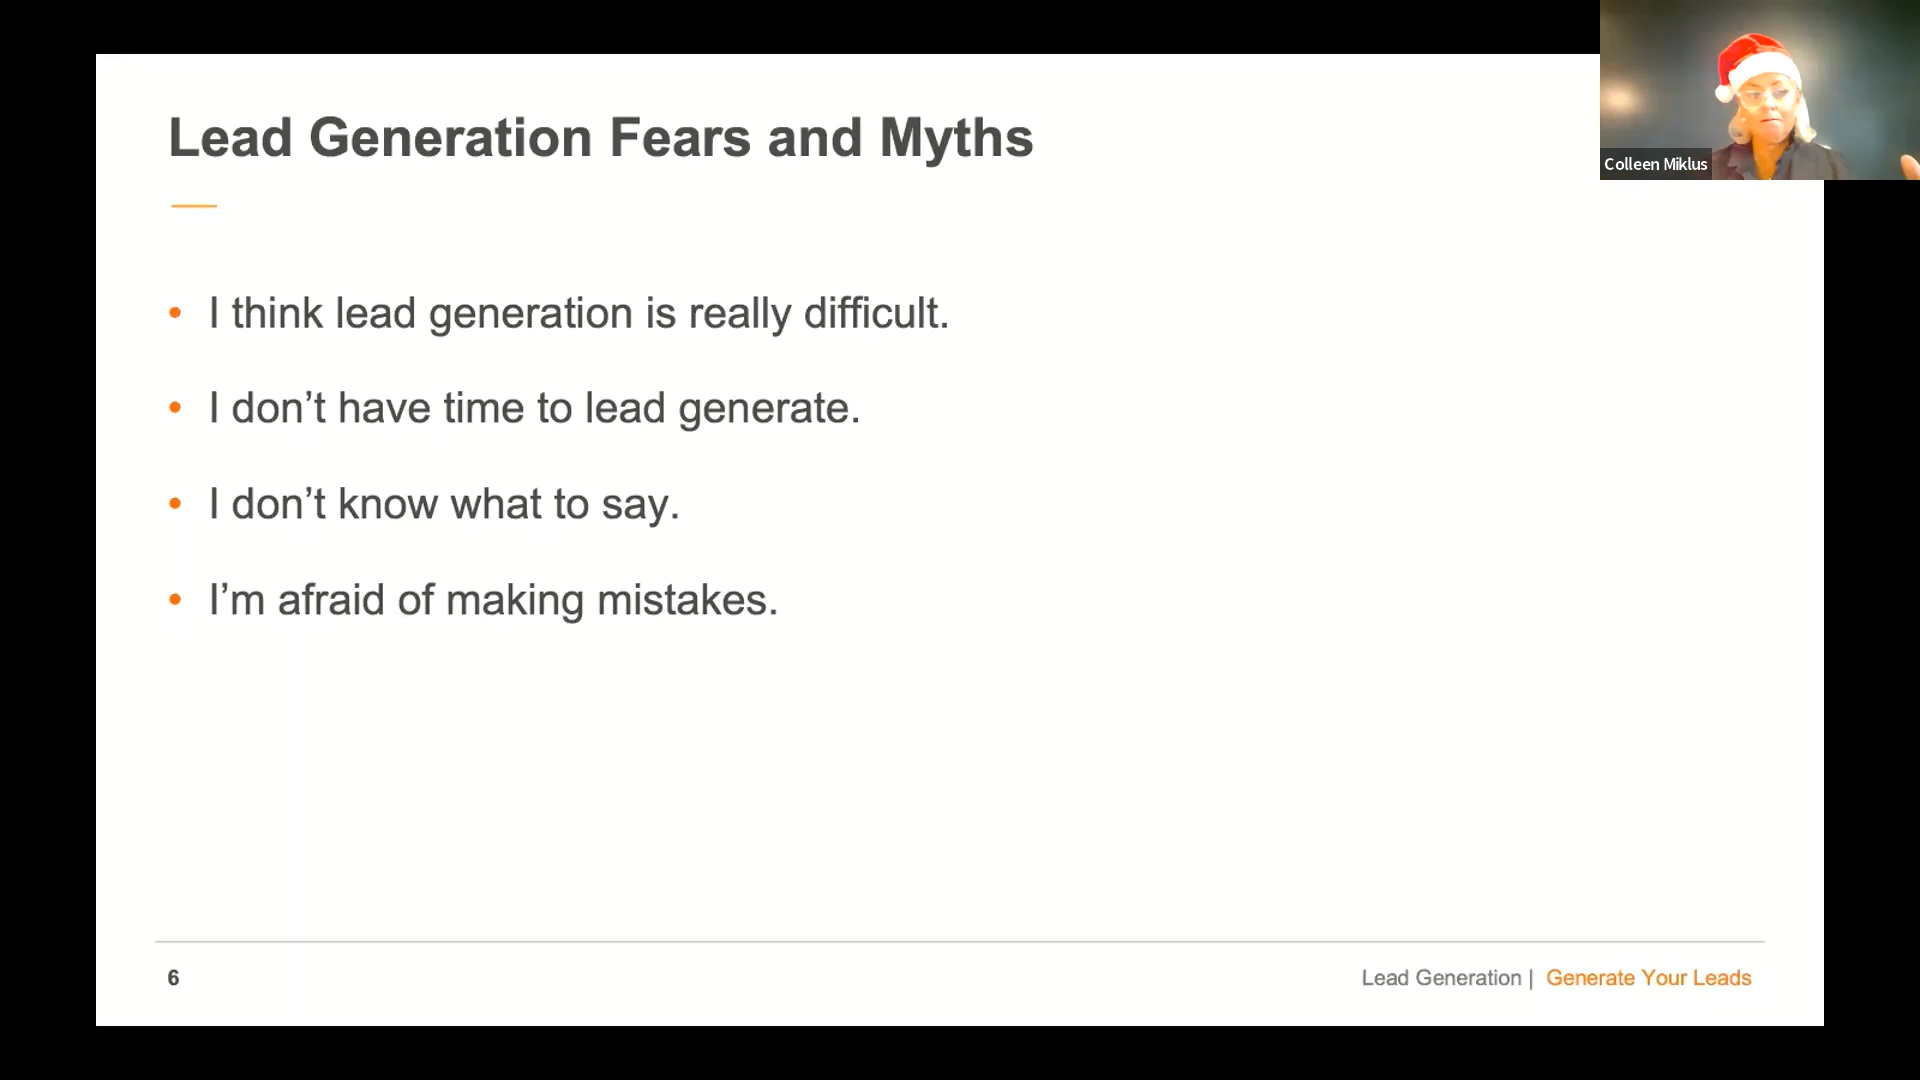 Lead Generation Fears and Myths
Colleen Miklus
• I think lead generation is really difficult.
• I don’t have time to lead generate.
• I don’t know what to say.
• I’m afraid of making mistakes.
6
Lead Generation | Generate Your Leads